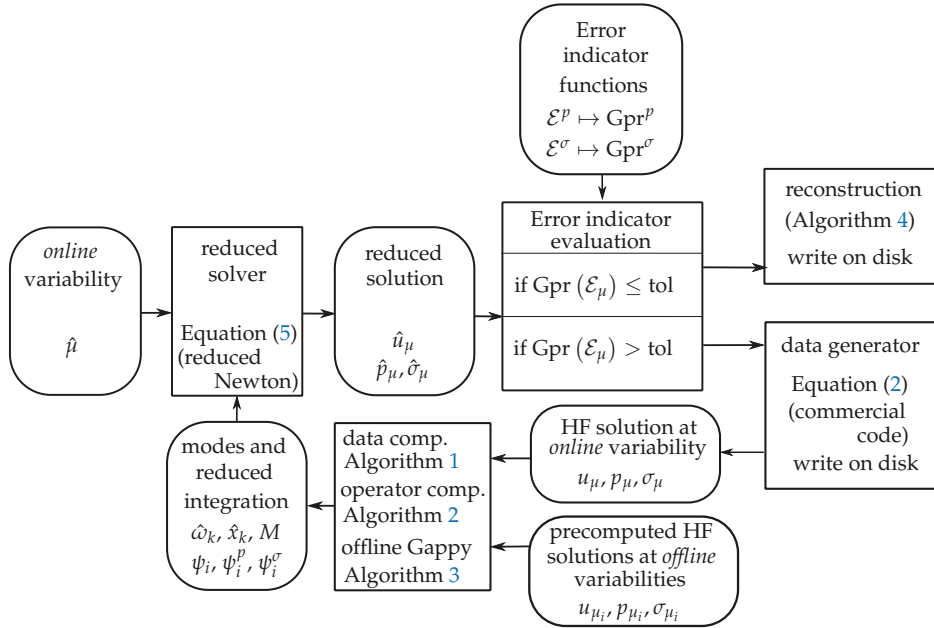 Error
indicator
functions
ℰᵖ ↦ Gprᵖ
ℰ^σ ↦ Gpr^σ
online
variability
μ̂
reduced
solver
Equation (5)
(reduced
Newton)
reduced
solution
û_μ
p̂_μ, σ̂_μ
Error indicator
evaluation
if Gpr (ℰ_μ) ≤ tol
if Gpr (ℰ_μ) > tol
reconstruction
(Algorithm 4)
write on disk
data generator
Equation (2)
(commercial
code)
write on disk
modes and
reduced
integration
ω̂_k, x̂_k, M
ψ_i, ψ_i^p, ψ_i^σ
data comp.
Algorithm 1
operator comp.
Algorithm 2
offline Gappy
Algorithm 3
HF solution at
online variability
u_μ, p_μ, σ_μ
precomputed HF
solutions at offline
variabilities
u_{μ_i}, p_{μ_i}, σ_{μ_i}